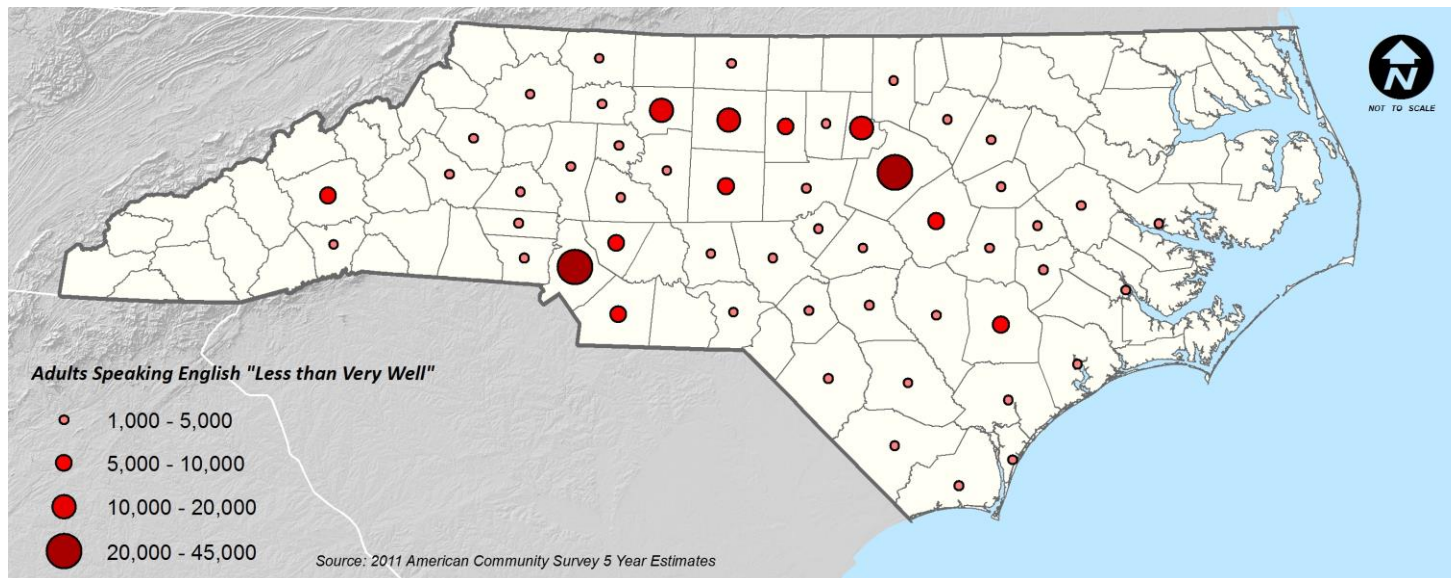 N
NOT TO SCALE
Adults Speaking English "Less than Very Well"
1,000 - 5,000
5,000 - 10,000
10,000 - 20,000
20,000 - 45,000
Source: 2011 American Community Survey 5 Year Estimates